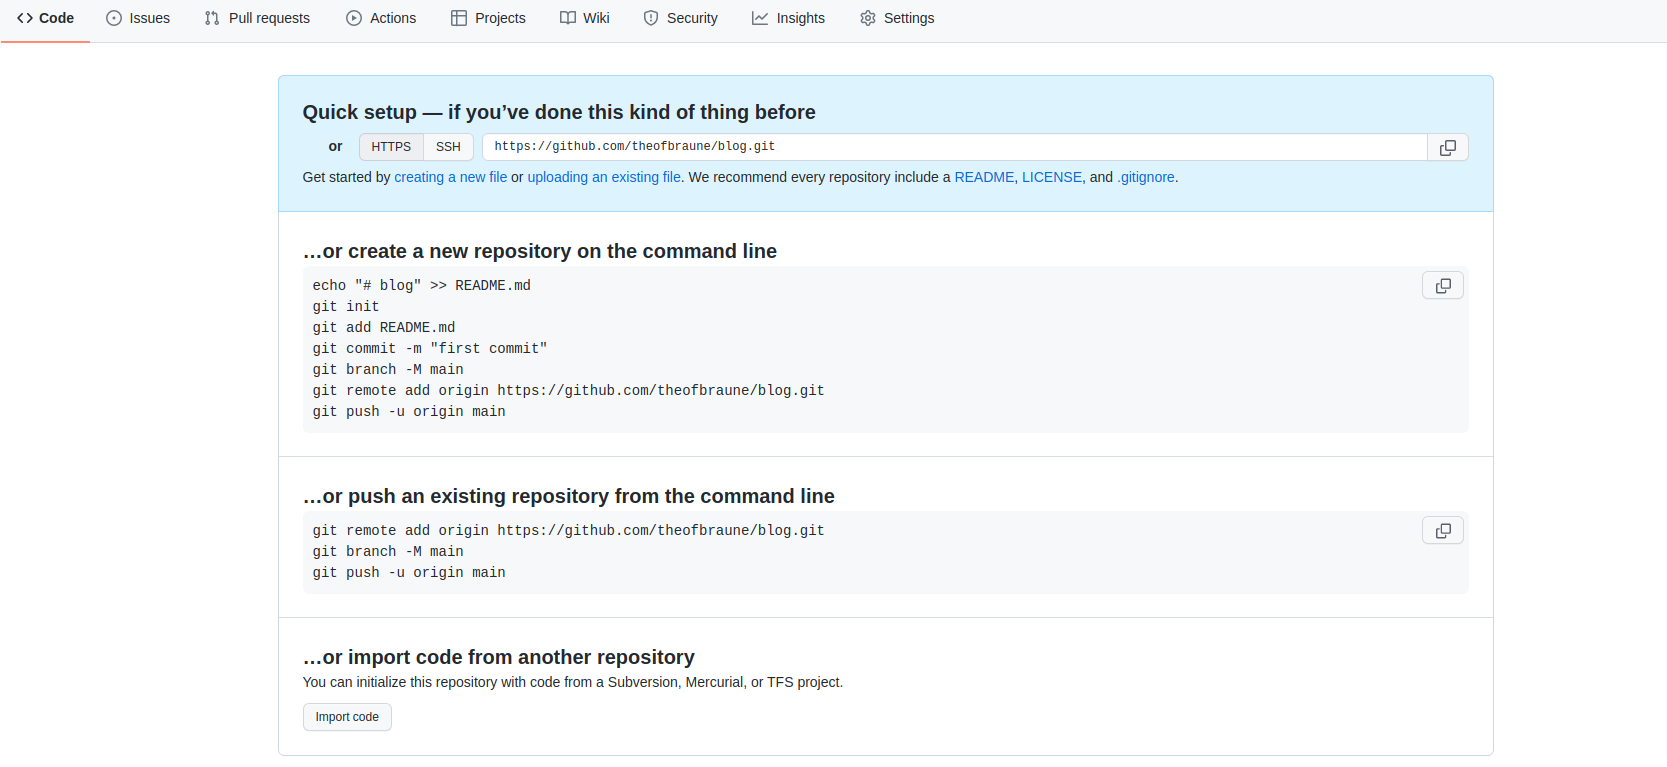 Code Issues Pull requests Actions Projects Wiki Security Insights Settings
Quick setup — if you’ve done this kind of thing before
or HTTPS SSH https://github.com/theofbraune/blog.git
Get started by creating a new file or uploading an existing file. We recommend every repository include a README, LICENSE, and .gitignore.
…or create a new repository on the command line
echo "# blog" >> README.md
git init
git add README.md
git commit -m "first commit"
git branch -M main
git remote add origin https://github.com/theofbraune/blog.git
git push -u origin main
…or push an existing repository from the command line
git remote add origin https://github.com/theofbraune/blog.git
git branch -M main
git push -u origin main
…or import code from another repository
You can initialize this repository with code from a Subversion, Mercurial, or TFS project.
Import code